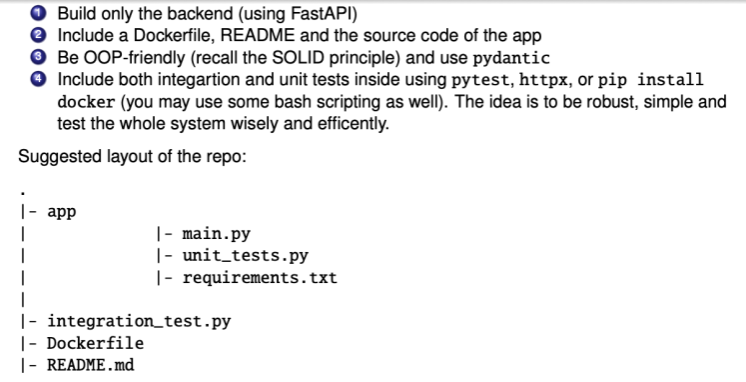 1 Build only the backend (using FastAPI)
2 Include a Dockerfile, README and the source code of the app
3 Be OOP-friendly (recall the SOLID principle) and use pydantic
4 Include both integartion and unit tests inside using pytest, httpx, or pip install
docker (you may use some bash scripting as well). The idea is to be robust, simple and
test the whole system wisely and efficently.
Suggested layout of the repo:
.
|- app
| |- main.py
| |- unit_tests.py
| |- requirements.txt
|
|- integration_test.py
|- Dockerfile
|- README.md